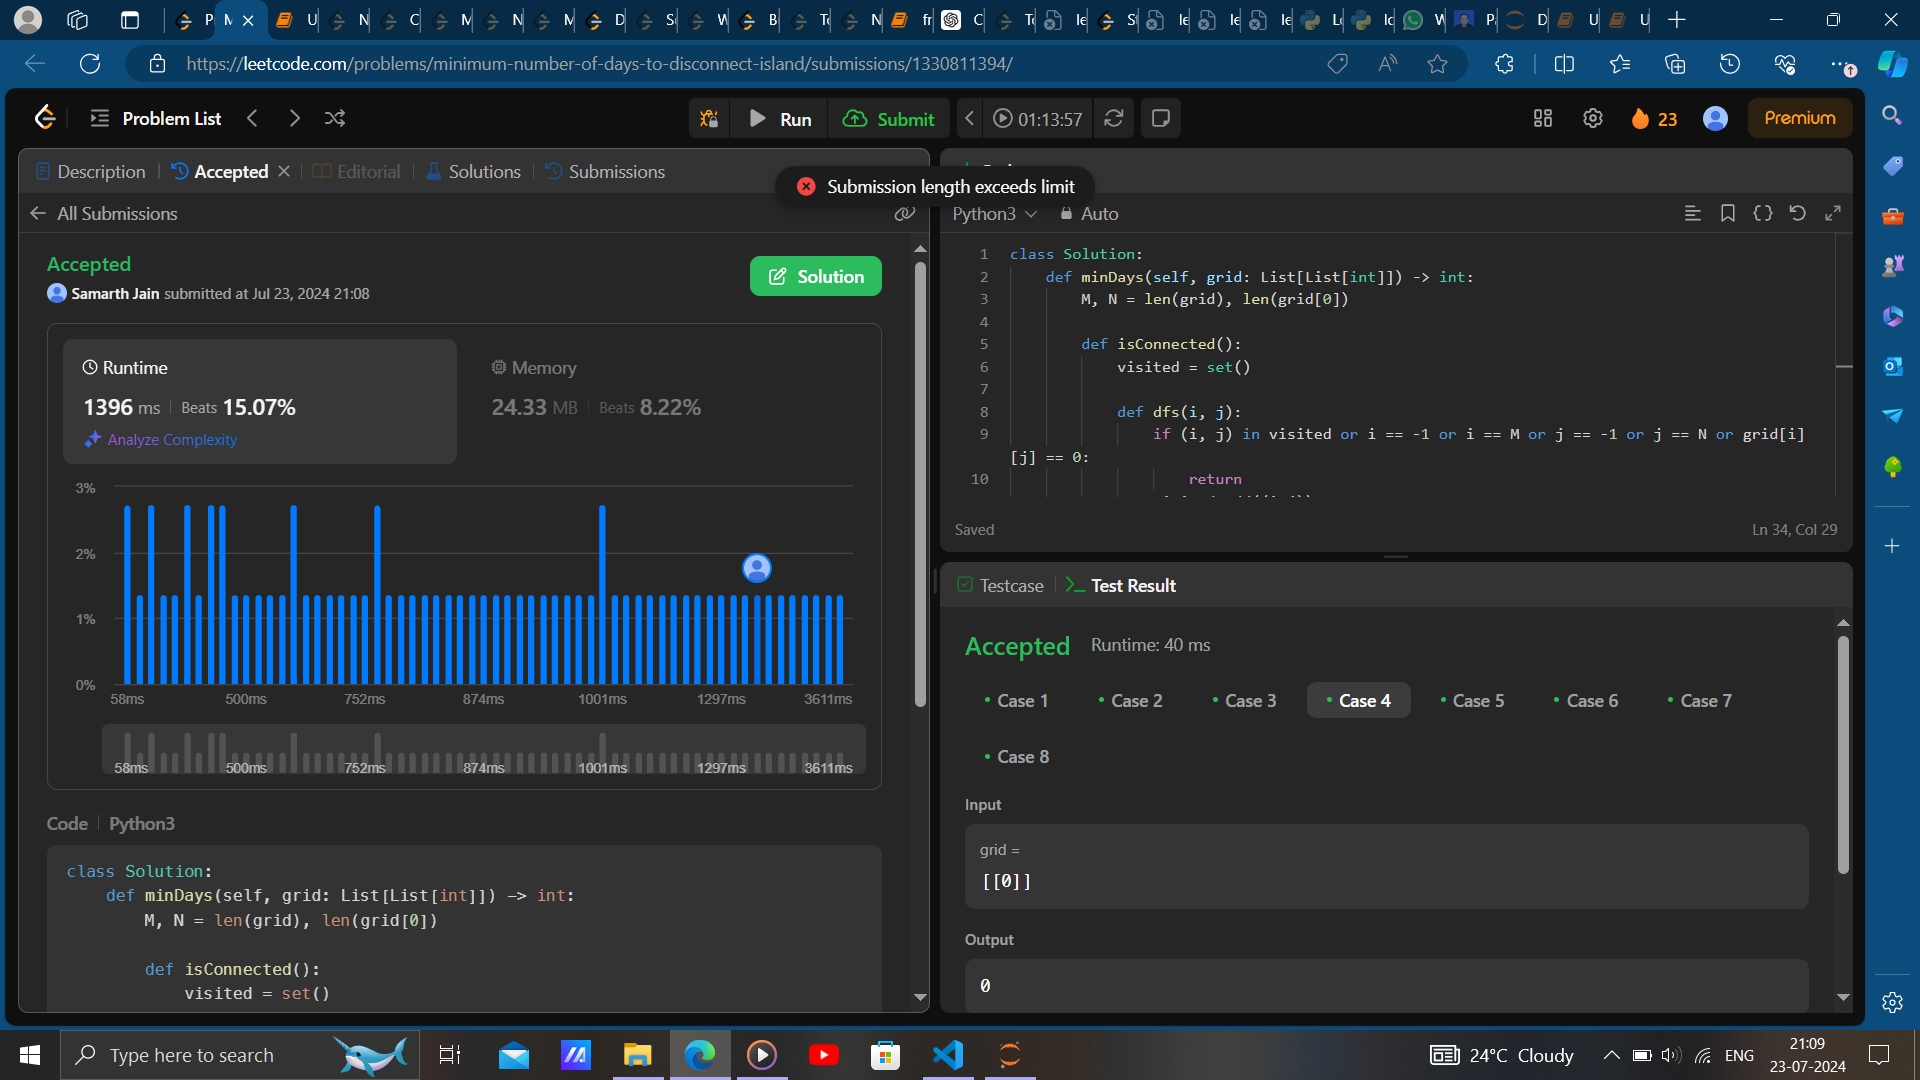 https://leetcode.com/problems/minimum-number-of-days-to-disconnect-island/submissions/1330811394/
Problem List
Run
Submit
01:13:57
23
Premium
Description
Accepted
Editorial
Solutions
Submissions
Submission length exceeds limit
All Submissions
Accepted
Samarth Jain submitted at Jul 23, 2024 21:08
Solution
Runtime
1396 ms Beats 15.07%
Analyze Complexity
Memory
24.33 MB Beats 8.22%
3%
2%
1%
0%
58ms 500ms 752ms 874ms 1001ms 1297ms 3611ms
58ms 500ms 752ms 874ms 1001ms 1297ms 3611ms
Code Python3
class Solution:
def minDays(self, grid: List[List[int]]) -> int:
M, N = len(grid), len(grid[0])
def isConnected():
visited = set()
Python3 Auto
1 class Solution:
2 def minDays(self, grid: List[List[int]]) -> int:
3 M, N = len(grid), len(grid[0])
4
5 def isConnected():
6 visited = set()
7
8 def dfs(i, j):
9 if (i, j) in visited or i == -1 or i == M or j == -1 or j == N or grid[i]
[j] == 0:
10 return
Saved
Ln 34, Col 29
Testcase
Test Result
Accepted Runtime: 40 ms
Case 1 Case 2 Case 3 Case 4 Case 5 Case 6 Case 7
Case 8
Input
grid =
[[0]]
Output
0
Type here to search
24°C Cloudy
ENG
21:09
23-07-2024